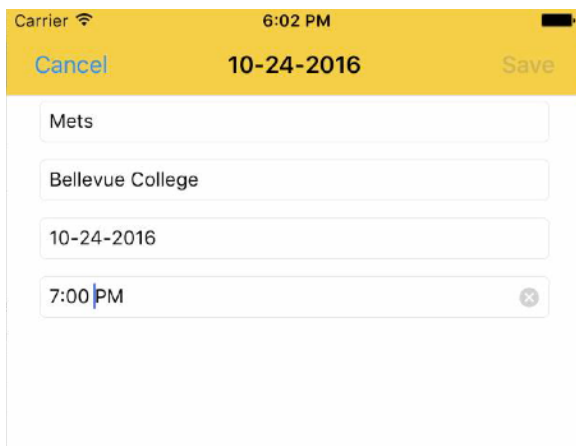 Carrier 6:02 PM
Cancel 10-24-2016 Save
Mets
Bellevue College
10-24-2016
7:00 PM